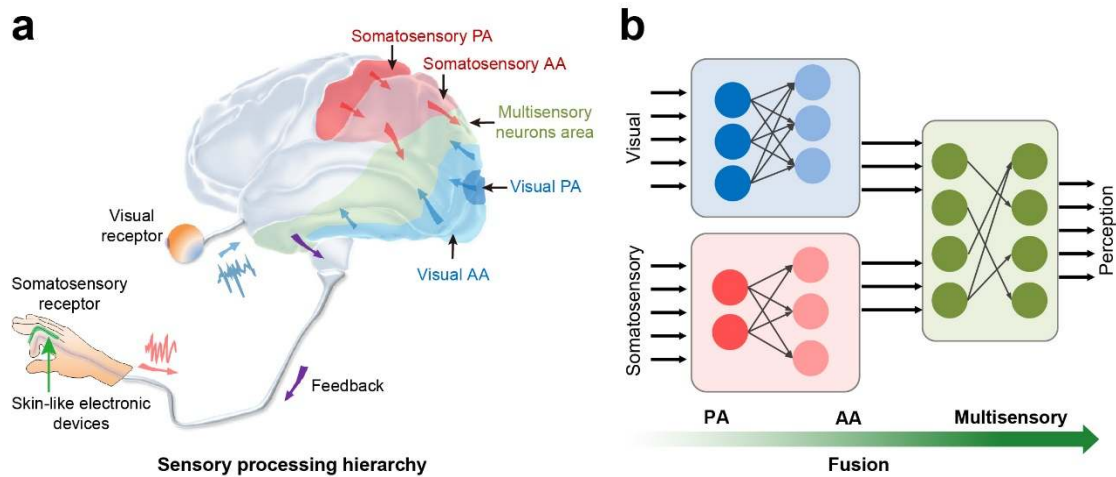 a
Somatosensory PA
Somatosensory AA
Multisensory
neurons area
Visual PA
Visual AA
Visual
receptor
Somatosensory
receptor
Skin-like electronic
devices
Feedback
Sensory processing hierarchy
b
Visual
Somatosensory
Perception
PA
AA
Multisensory
Fusion